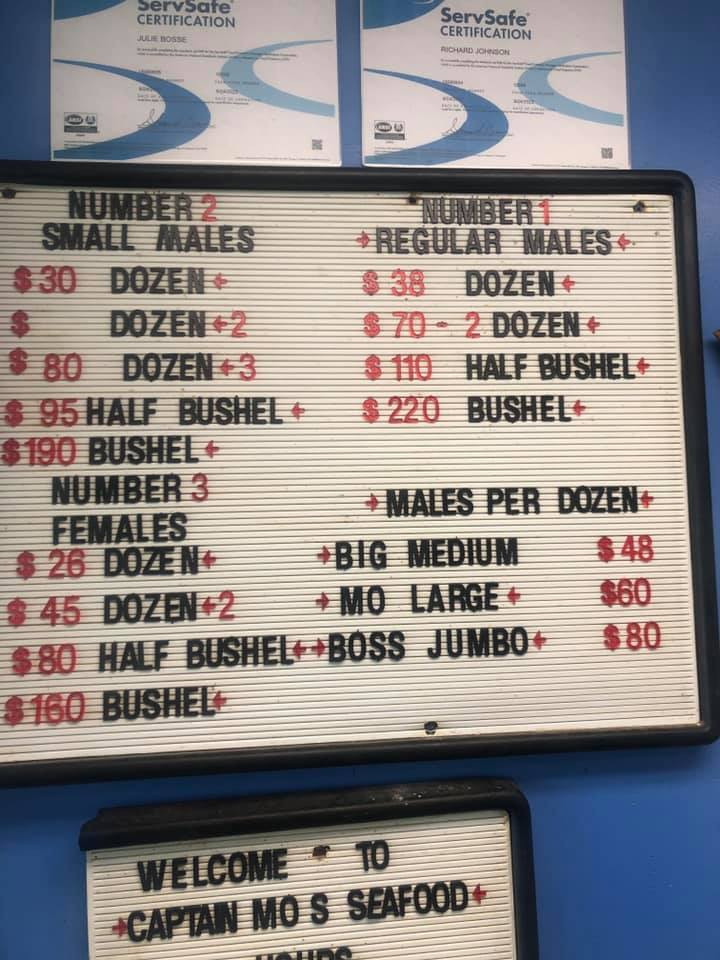 ServSafe®
CERTIFICATION
JULIE BOSSE
ServSafe®
CERTIFICATION
RICHARD JOHNSON
NUMBER 2
SMALL MALES
$30 DOZEN
$ DOZEN 2
$ 80 DOZEN 3
$ 95 HALF BUSHEL
$190 BUSHEL
NUMBER 3
FEMALES
$ 26 DOZEN
$ 45 DOZEN 2
$80 HALF BUSHEL
$160 BUSHEL
NUMBER 1
REGULAR MALES
$ 38 DOZEN
$ 70 - 2 DOZEN
$ 110 HALF BUSHEL
$ 220 BUSHEL
MALES PER DOZEN
BIG MEDIUM $48
MO LARGE $60
BOSS JUMBO $80
WELCOME TO
CAPTAIN MO S SEAFOOD
HOURS